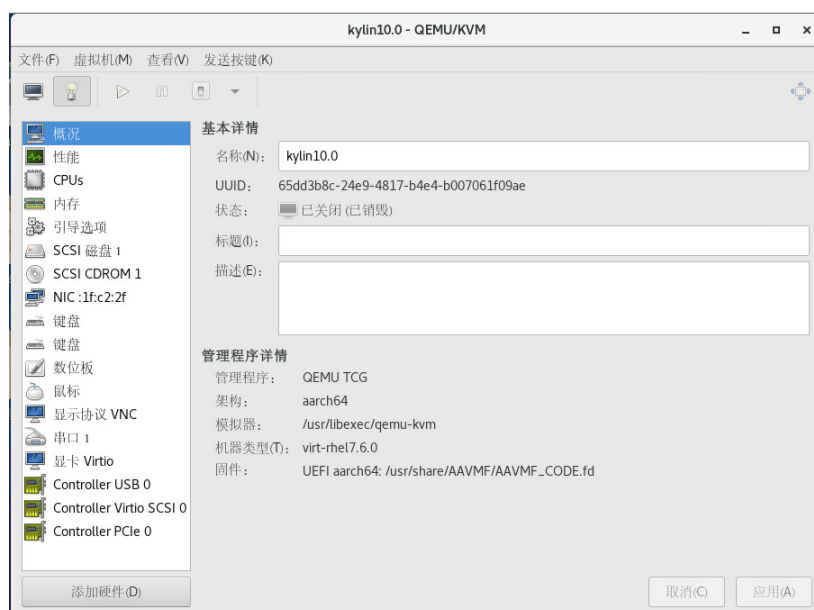 kylin10.0 - QEMU/KVM
文件(F) 虚拟机(M) 查看(V) 发送按键(K)
概况
性能
CPUs
内存
引导选项
SCSI 磁盘 1
SCSI CDROM 1
NIC :1f:c2:2f
键盘
键盘
数位板
鼠标
显示协议 VNC
串口 1
显卡 Virtio
Controller USB 0
Controller Virtio SCSI 0
Controller PCIe 0
添加硬件(D)
基本详情
名称(N): kylin10.0
UUID: 65dd3b8c-24e9-4817-b4e4-b007061f09ae
状态: 已关闭 (已销毁)
标题(I):
描述(E):
管理程序详情
管理程序: QEMU TCG
架构: aarch64
模拟器: /usr/libexec/qemu-kvm
机器类型(T): virt-rhel7.6.0
固件: UEFI aarch64: /usr/share/AAVMF/AAVMF_CODE.fd
取消(C) 应用(A)